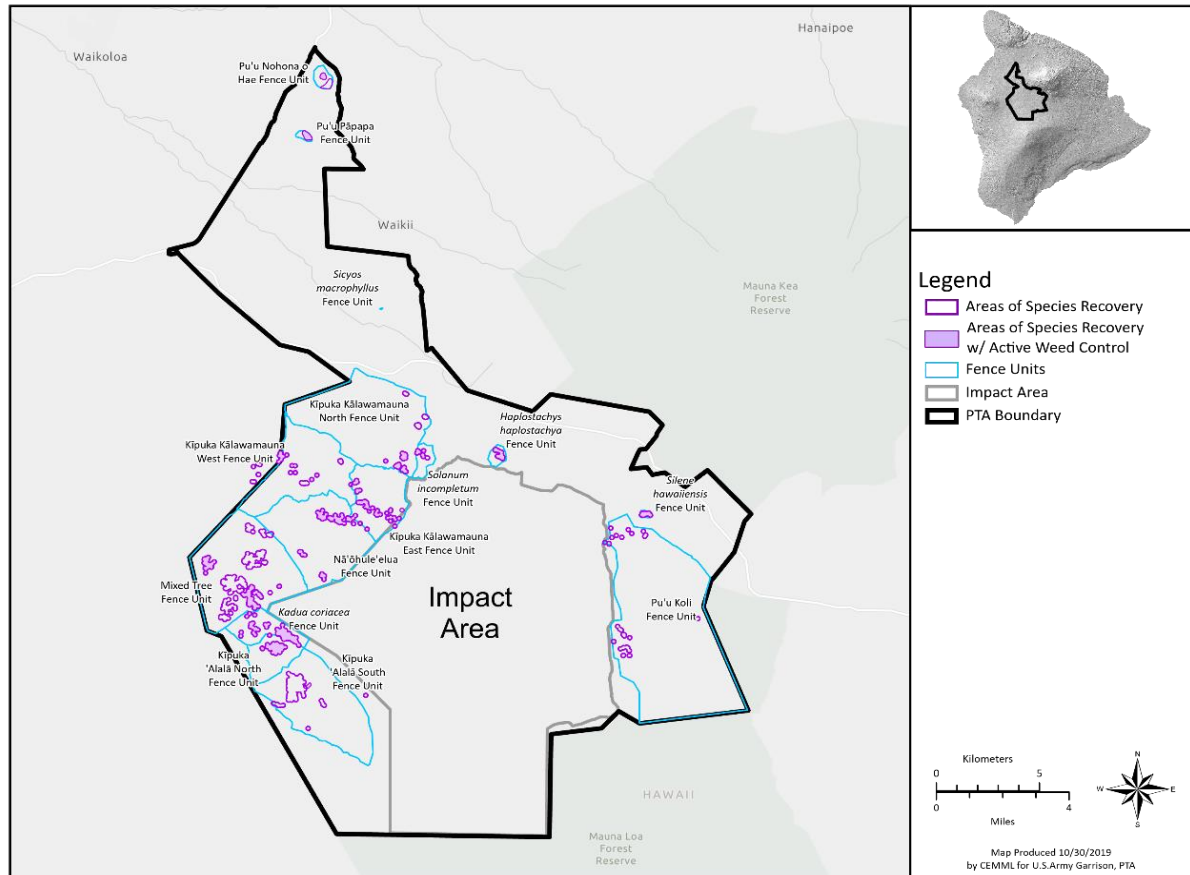 Waikoloa
Hanaipoe
Pu'u Nohona o
Hae Fence Unit
Pu'u Pāpapa
Fence Unit
Waikii
Sicyos
macrophyllus
Fence Unit
Mauna Kea
Forest
Reserve
Kīpuka Kālawamauna
North Fence Unit
Haplostachys
haplostachya
Fence Unit
Kīpuka Kālawamauna
West Fence Unit
Solanum
incompletum
Fence Unit
Silene
hawaiiensis
Fence Unit
Kīpuka Kālawamauna
East Fence Unit
Nā'ōhule'elua
Fence Unit
Mixed Tree
Fence Unit
Impact
Area
Kadua coriacea
Fence Unit
Pu'u Koli
Fence Unit
Kīpuka
'Alalā North
Fence Unit
Kīpuka
'Alalā South
Fence Unit
HAWAII
Mauna Loa
Forest
Reserve
Legend
Areas of Species Recovery
Areas of Species Recovery
w/ Active Weed Control
Fence Units
Impact Area
PTA Boundary
Kilometers
0 5
0 4
Miles
N
W E
S
Map Produced 10/30/2019
by CEMML for U.S.Army Garrison, PTA